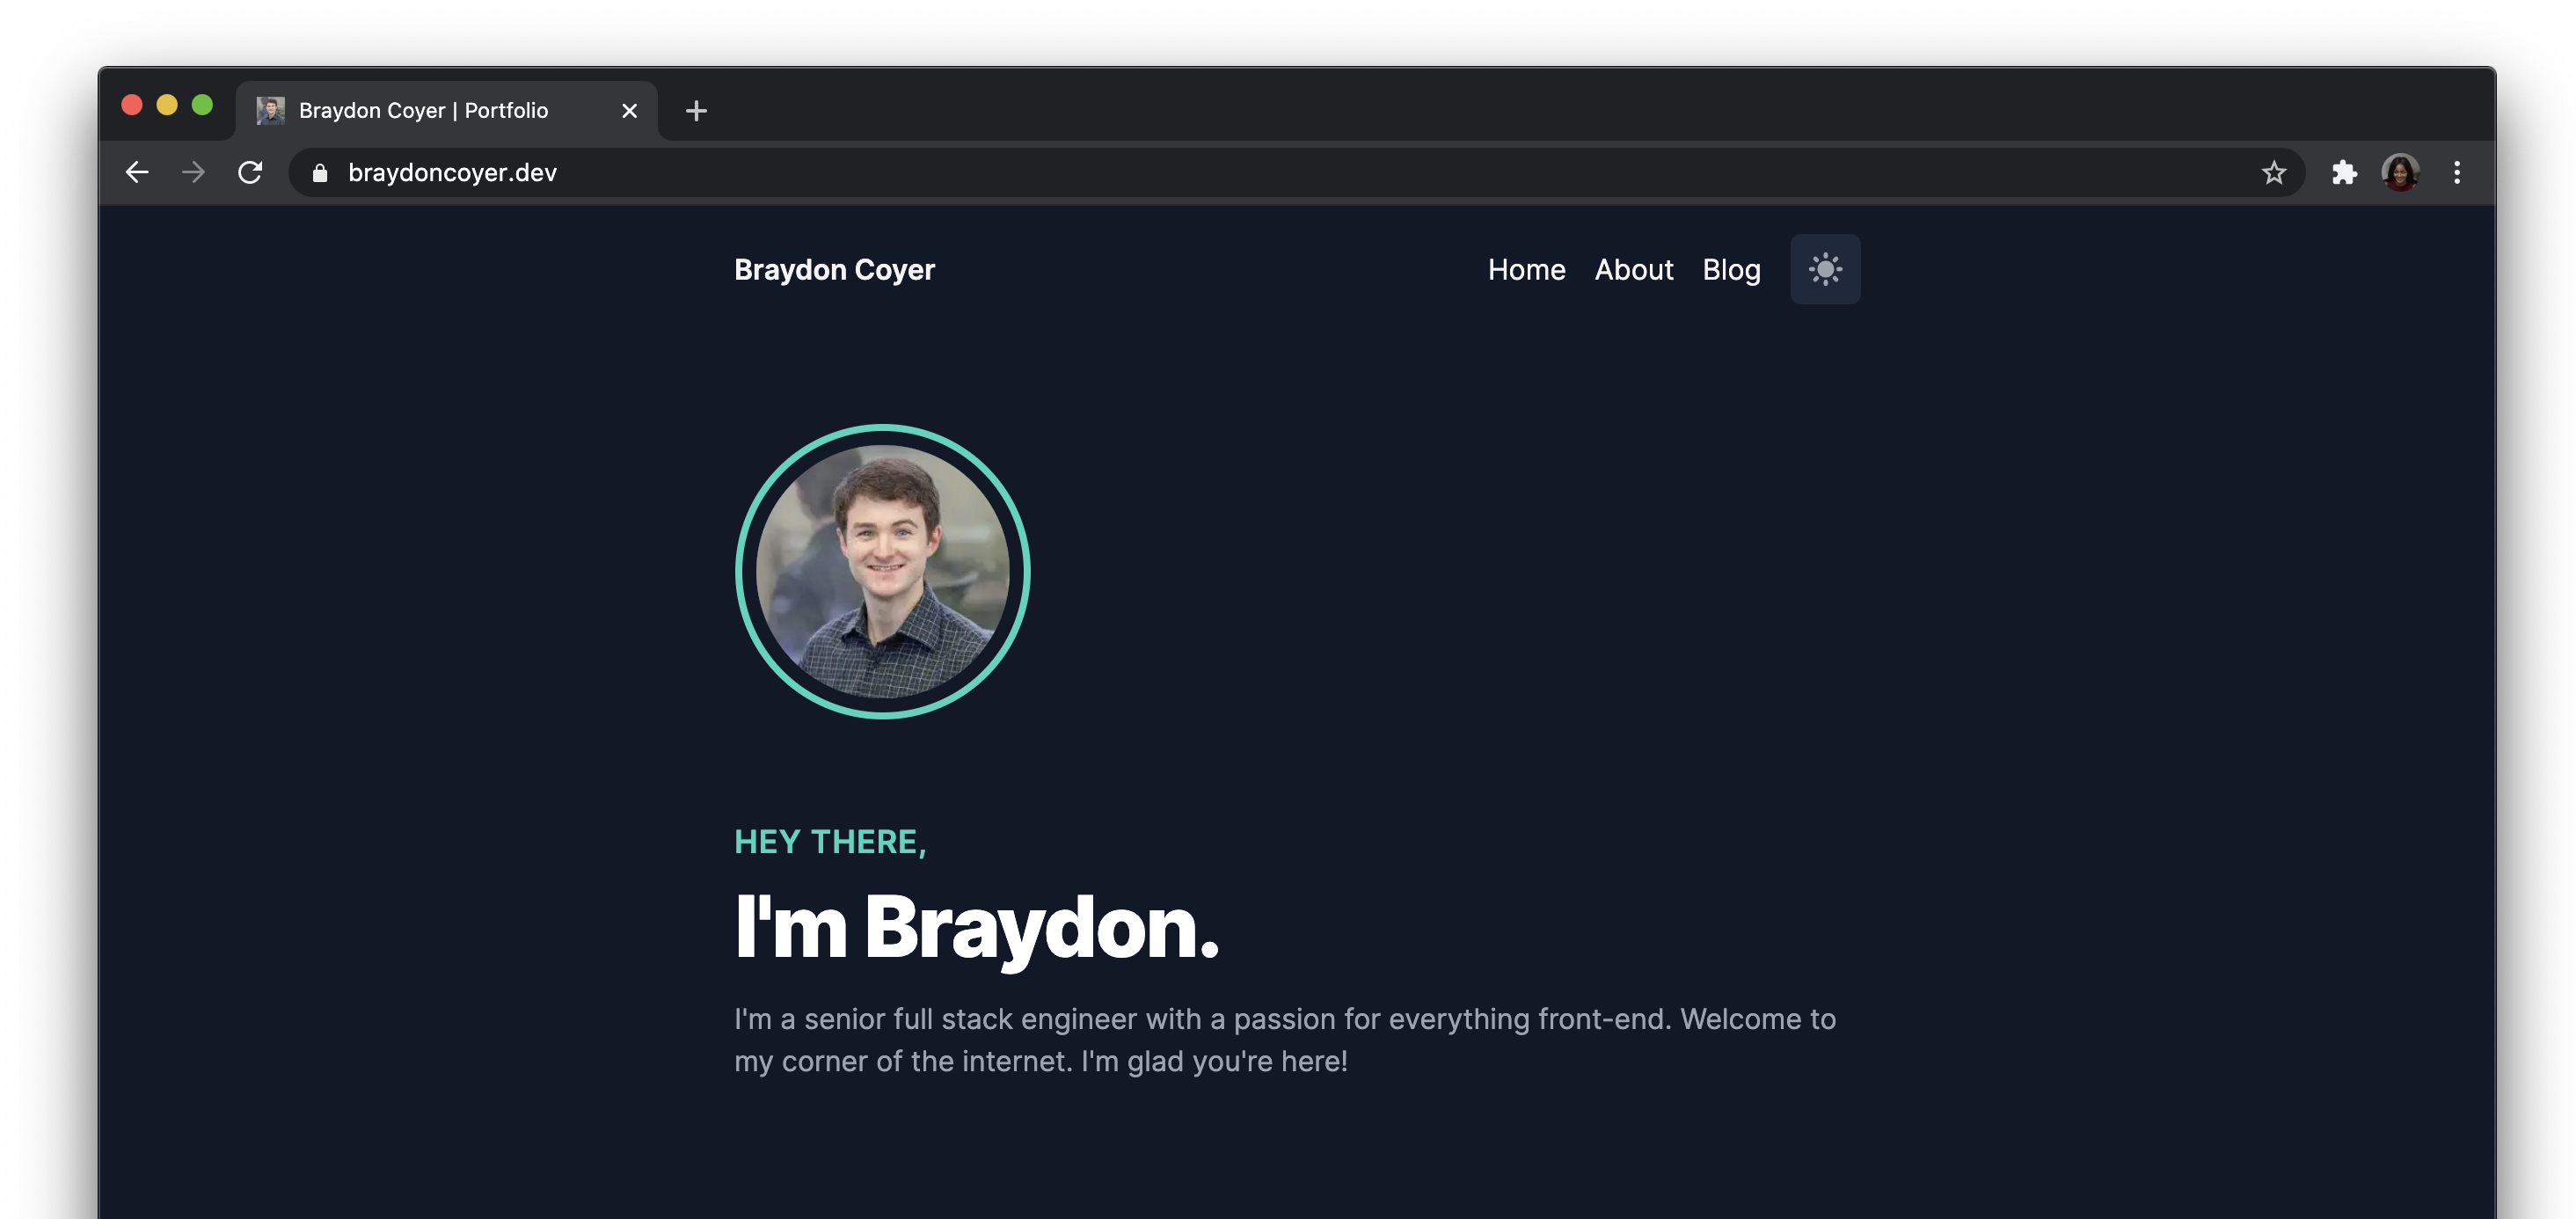 Braydon Coyer | Portfolio
braydoncoyer.dev
Braydon Coyer
Home About Blog
HEY THERE,
I'm Braydon.
I'm a senior full stack engineer with a passion for everything front-end. Welcome to
my corner of the internet. I'm glad you're here!